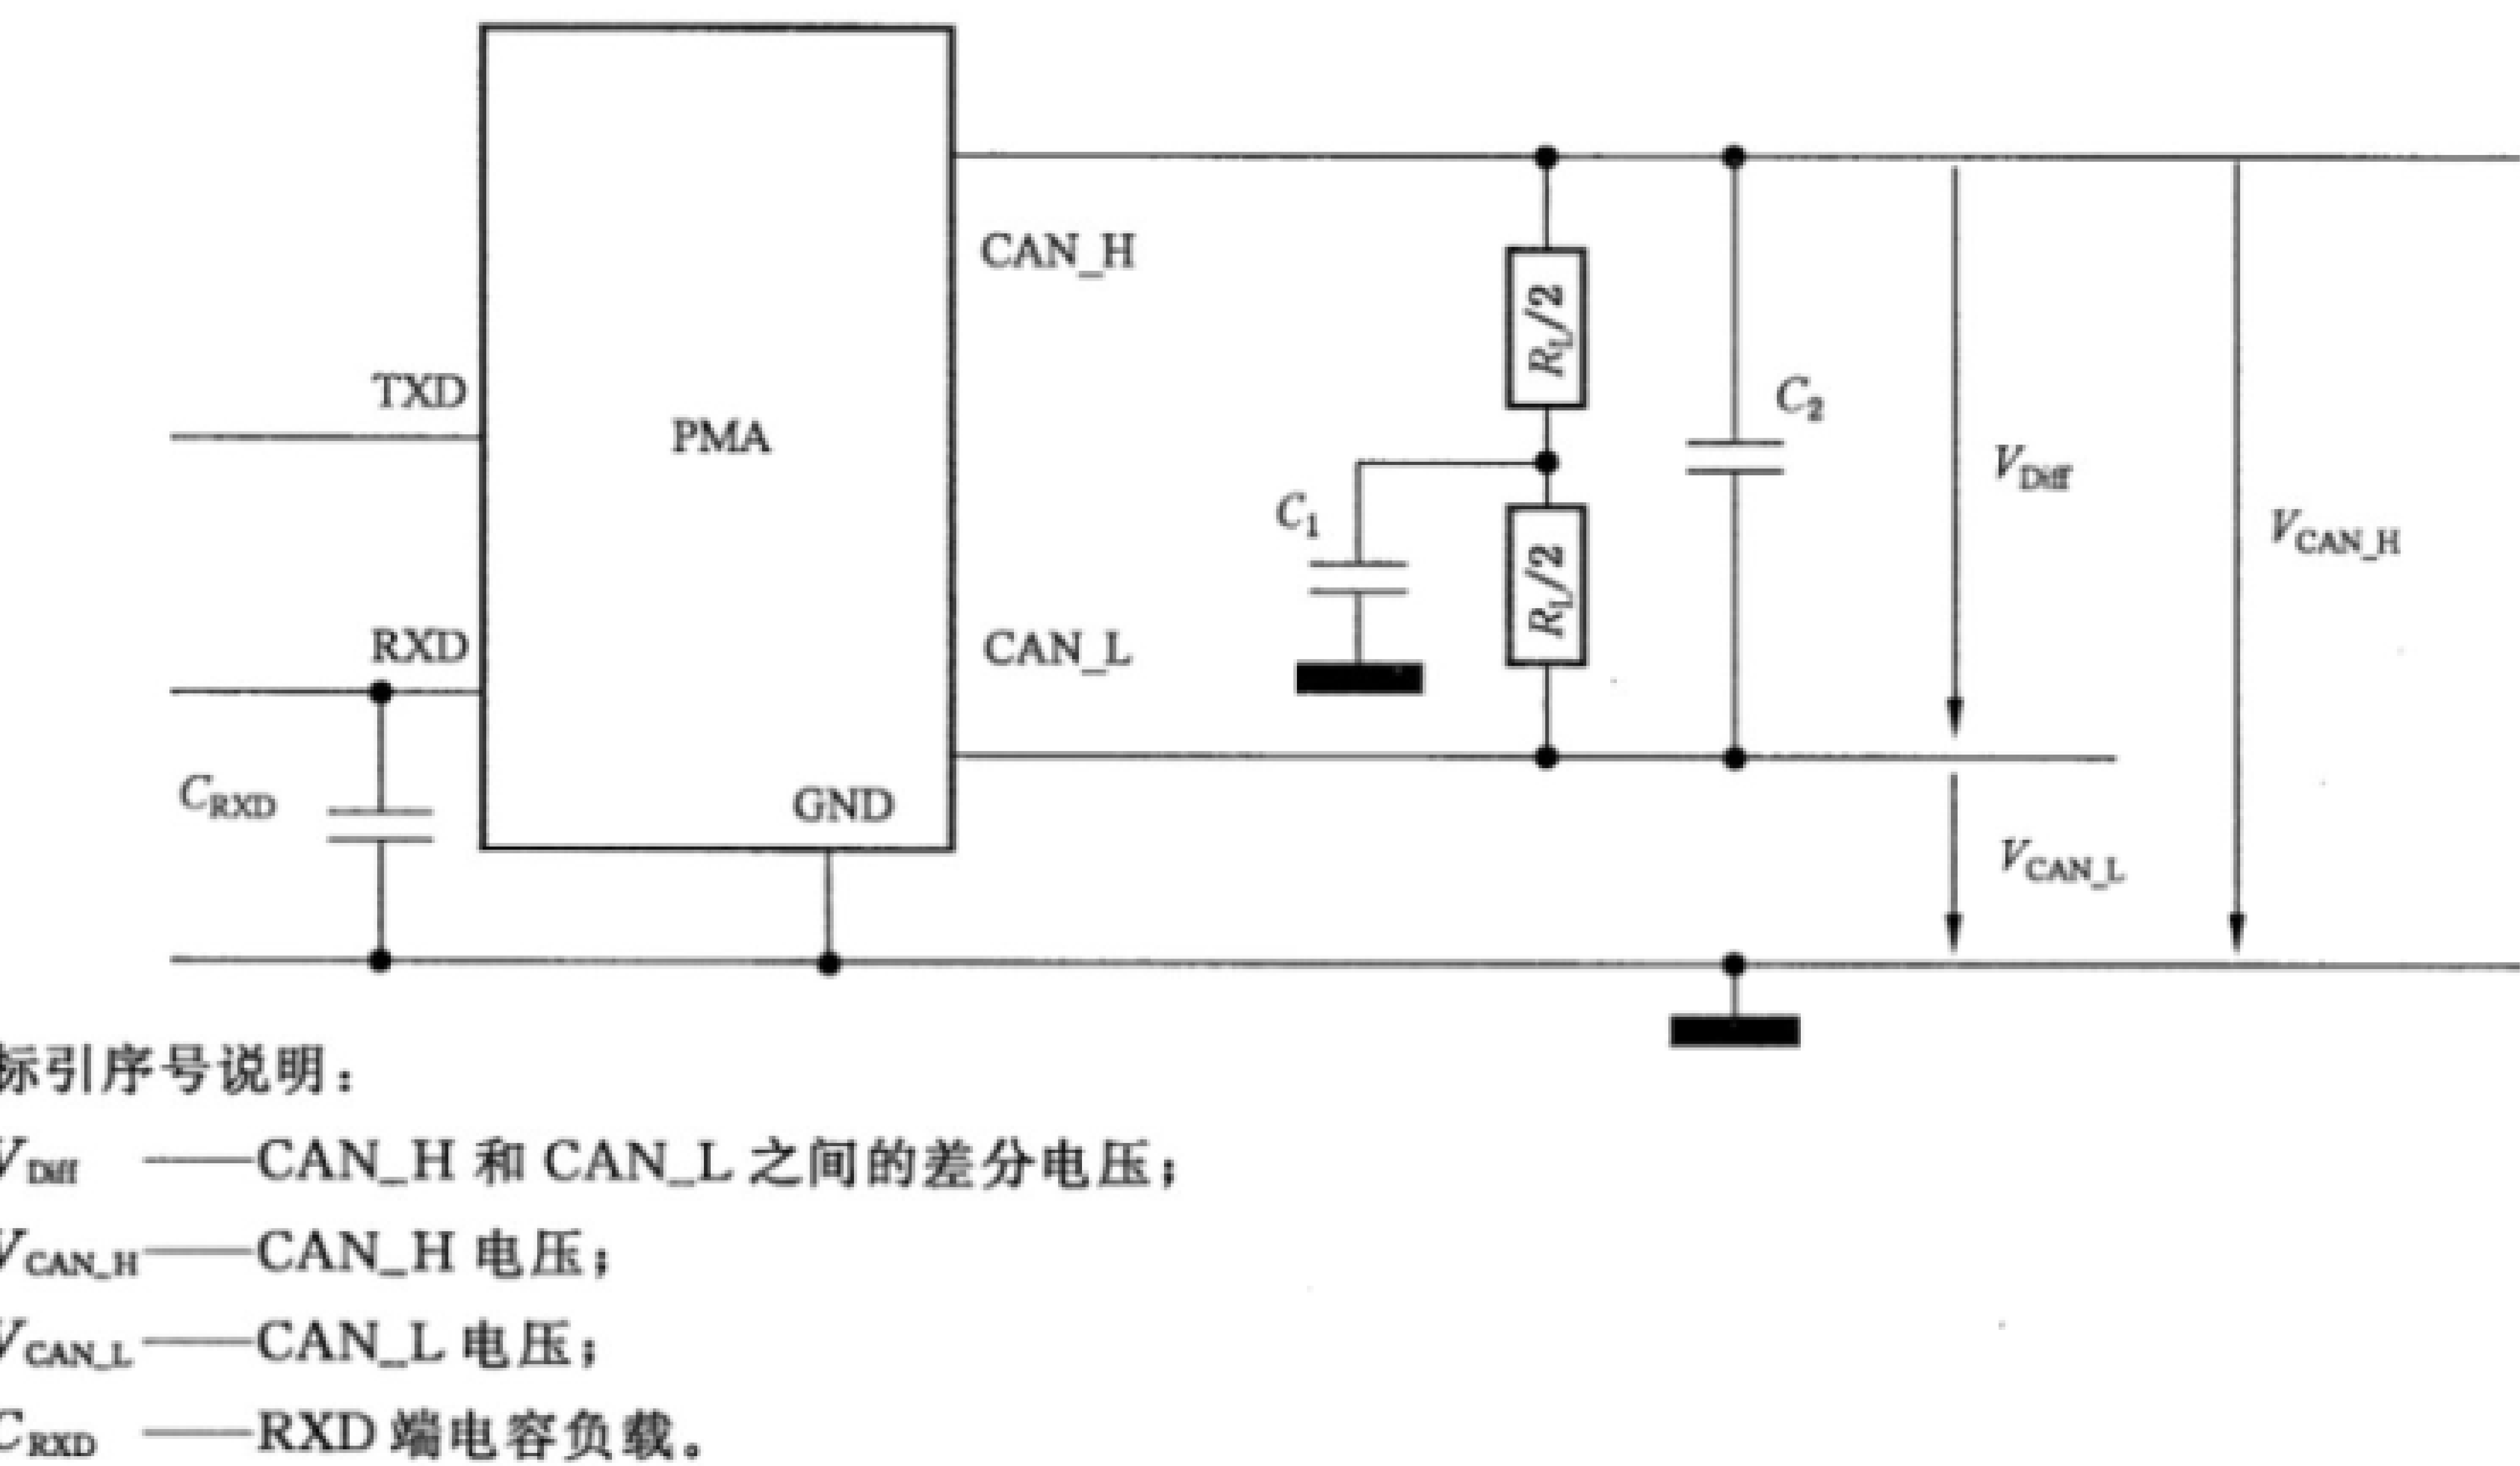 CAN_H
R_L/2
TXD
C_2
PMA
V_Diff
C_1
V_CAN_H
R_L/2
RXD
CAN_L
C_RXD
GND
V_CAN_L
标引序号说明：
V_Diff ——CAN_H 和 CAN_L 之间的差分电压；
V_CAN_H——CAN_H 电压；
V_CAN_L——CAN_L 电压；
C_RXD ——RXD 端电容负载。